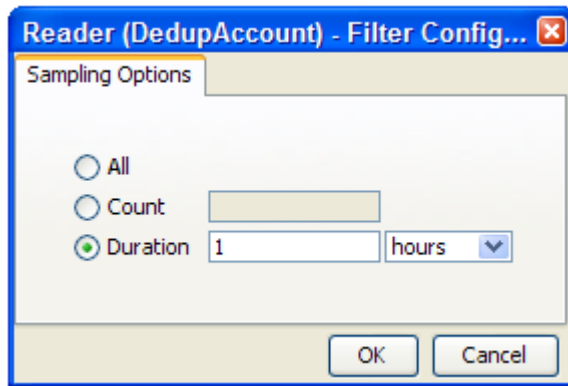 Reader (DedupAccount) - Filter Config...
Sampling Options
All
Count
Duration 1 hours
OK Cancel